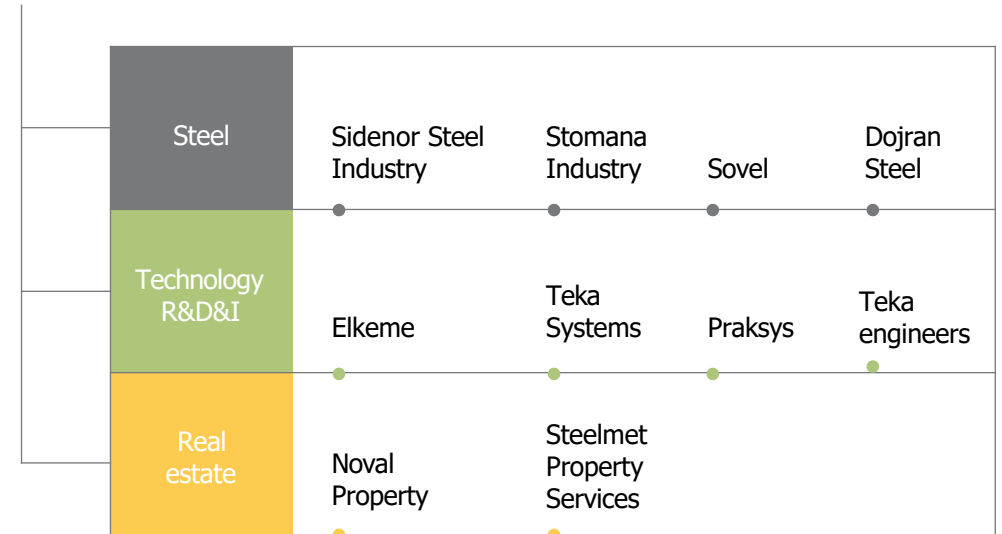 Steel
Sidenor Steel
Industry
Stomana
Industry
Sovel
Dojran
Steel
Technology
R&D&I
Elkeme
Teka
Systems
Praksys
Teka
engineers
Real
estate
Noval
Property
Steelmet
Property
Services